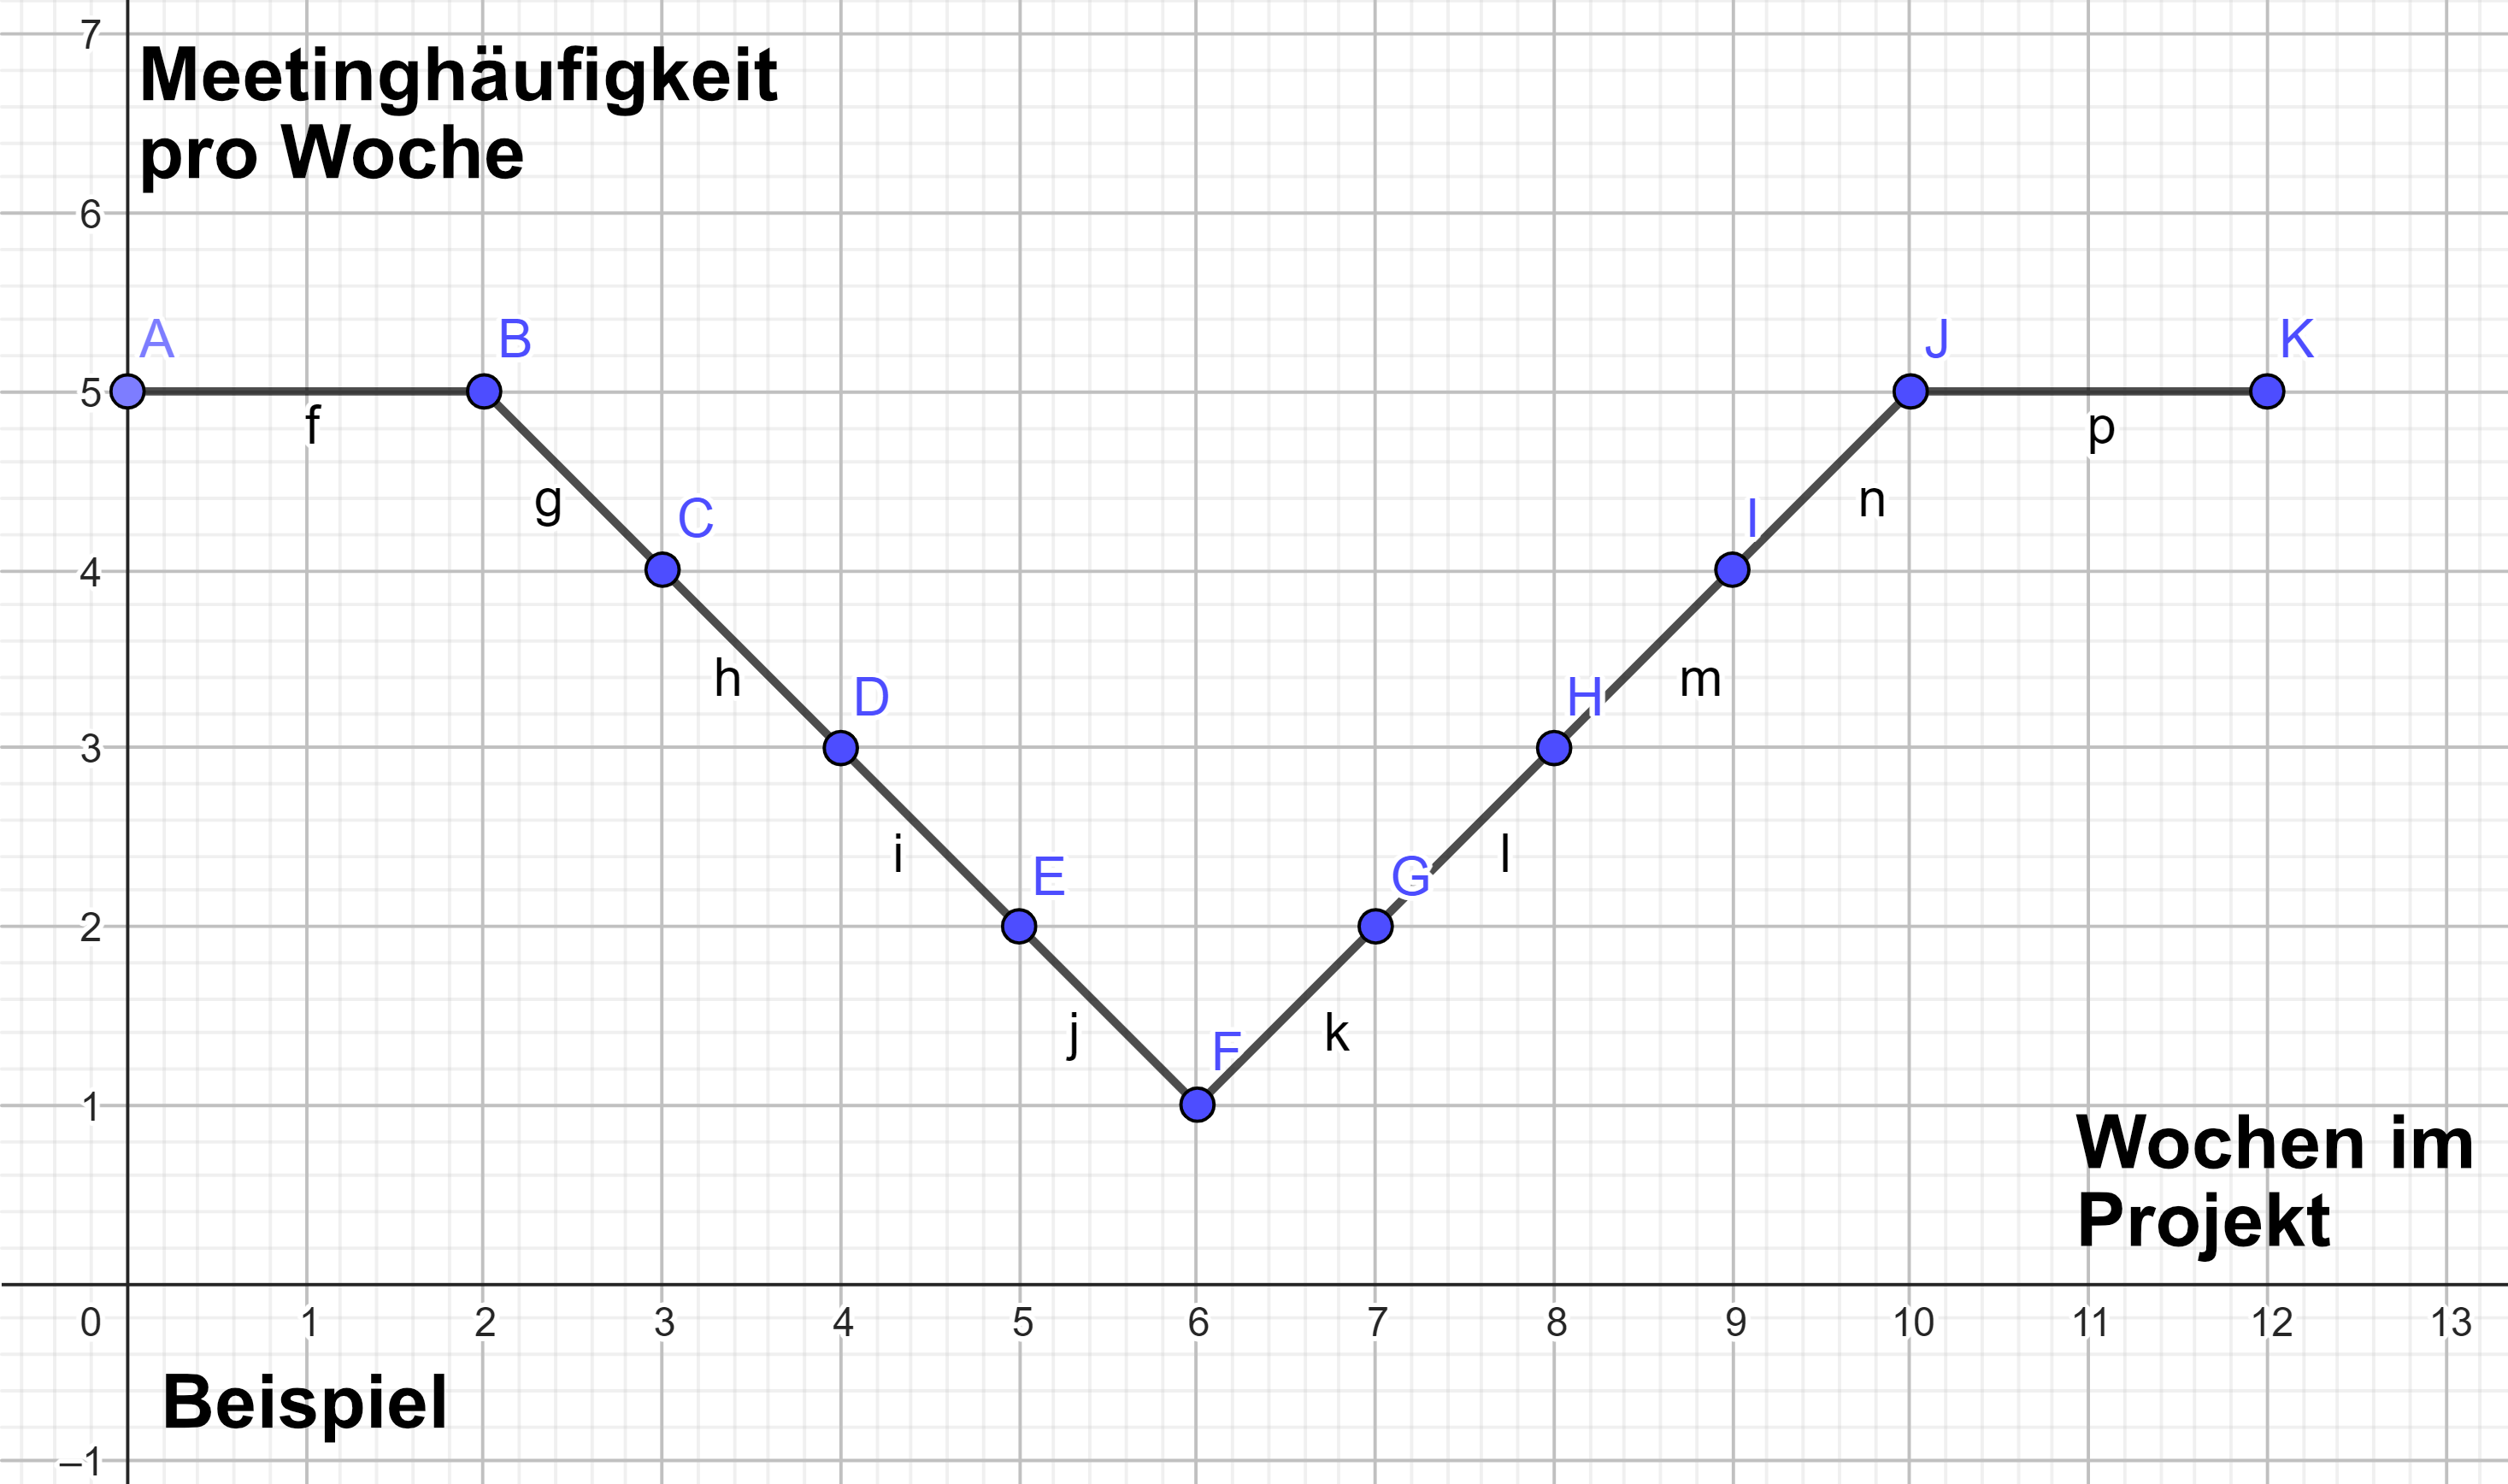 7
Meetinghäufigkeit
pro Woche
6
A
B
J
K
5
f
p
g
C
I
n
4
h
D
H
m
3
i
E
G
l
2
j
F
k
1
Wochen im
Projekt
0 1 2 3 4 5 6 7 8 9 10 11 12 13
Beispiel
–1